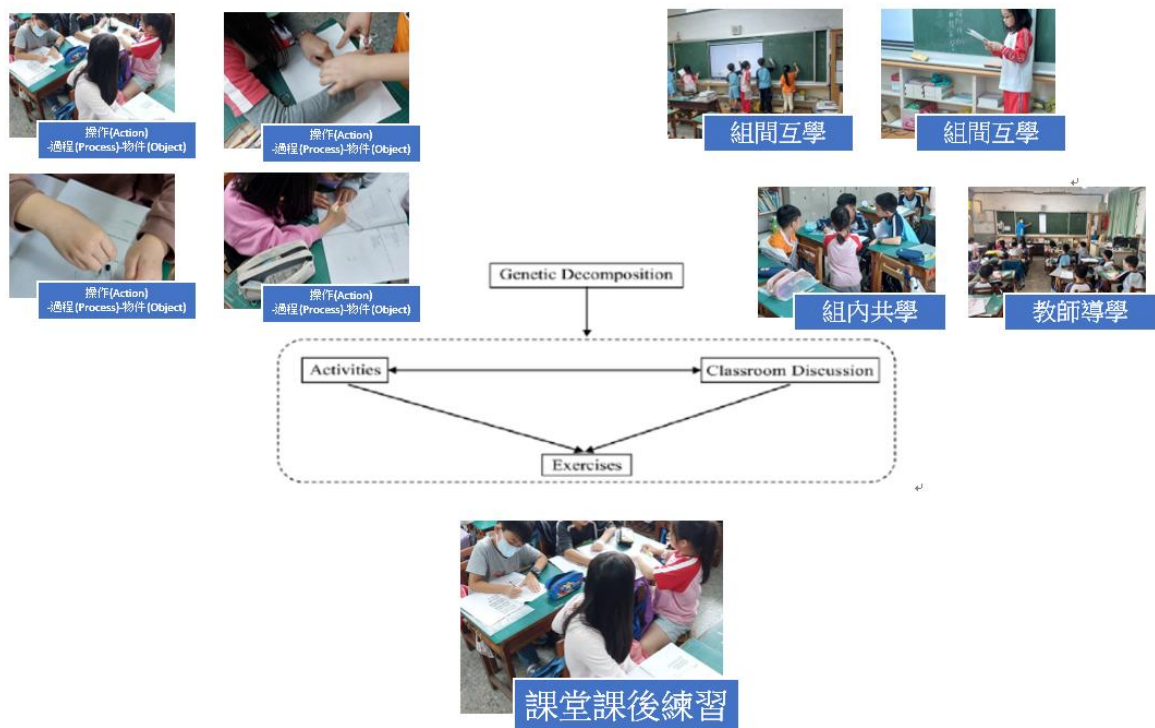 操作(Action)
-過程(Process)-物件(Object)
操作(Action)
-過程(Process)-物件(Object)
組間互學
組間互學
操作(Action)
-過程(Process)-物件(Object)
操作(Action)
-過程(Process)-物件(Object)
組內共學
教師導學
Genetic Decomposition
Activities
Classroom Discussion
Exercises
課堂課後練習